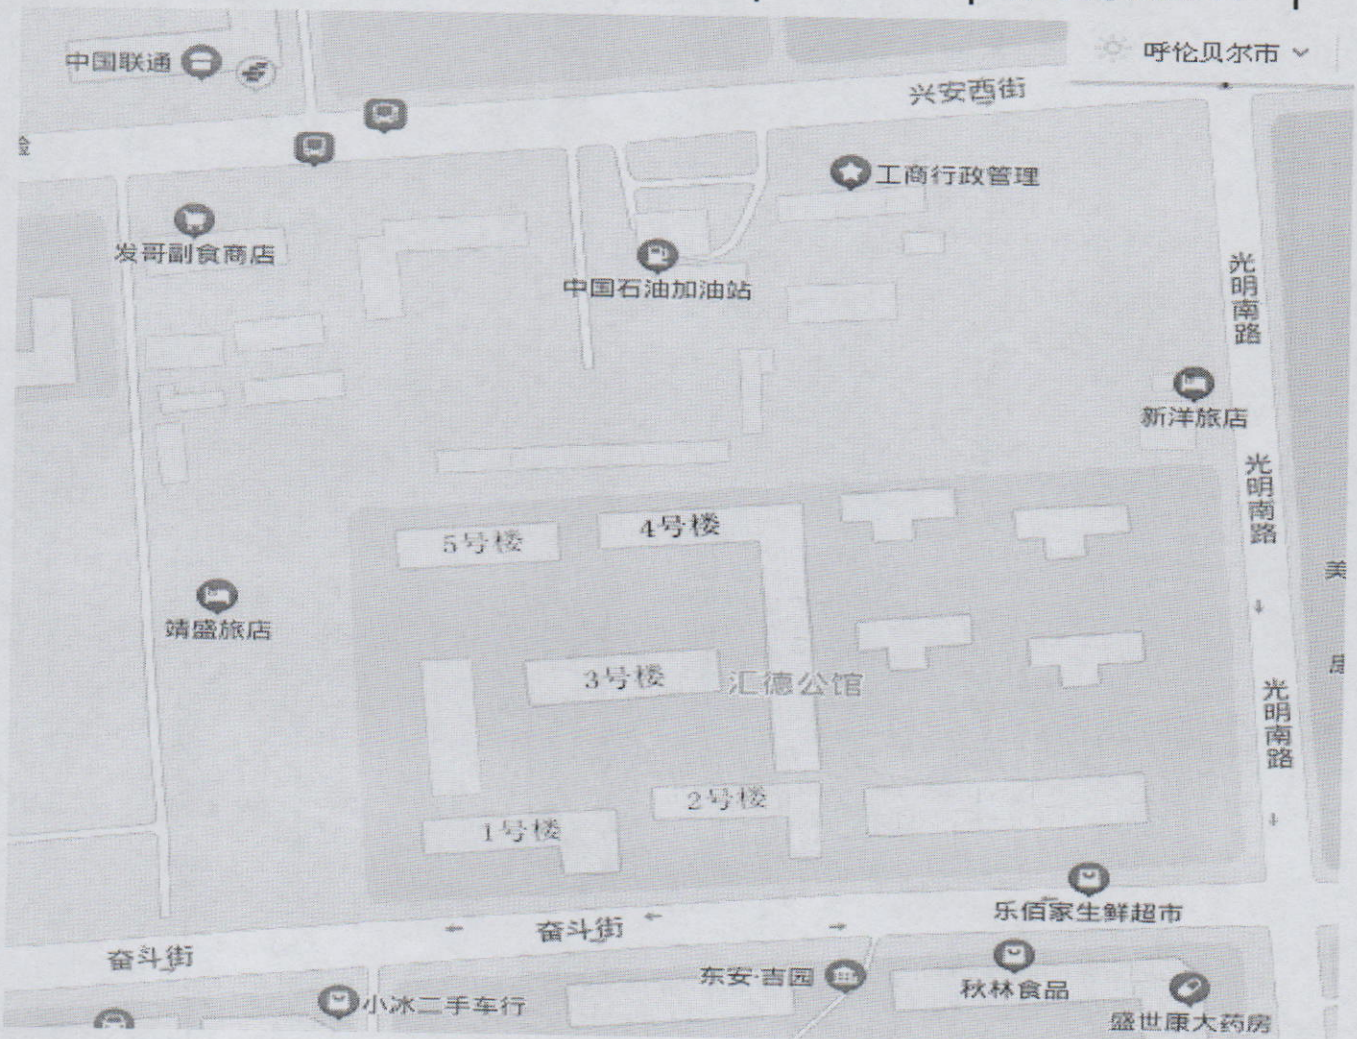 中国联通
呼伦贝尔市
兴安西街
工商行政管理
发哥副食商店
中国石油加油站
光明南路
新洋旅店
光明南路
5号楼
4号楼
靖盛旅店
3号楼
汇德公馆
光明南路
美
2号楼
1号楼
乐佰家生鲜超市
奋斗街
奋斗街
东安·吉园
秋林食品
小冰二手车行
盛世康大药房